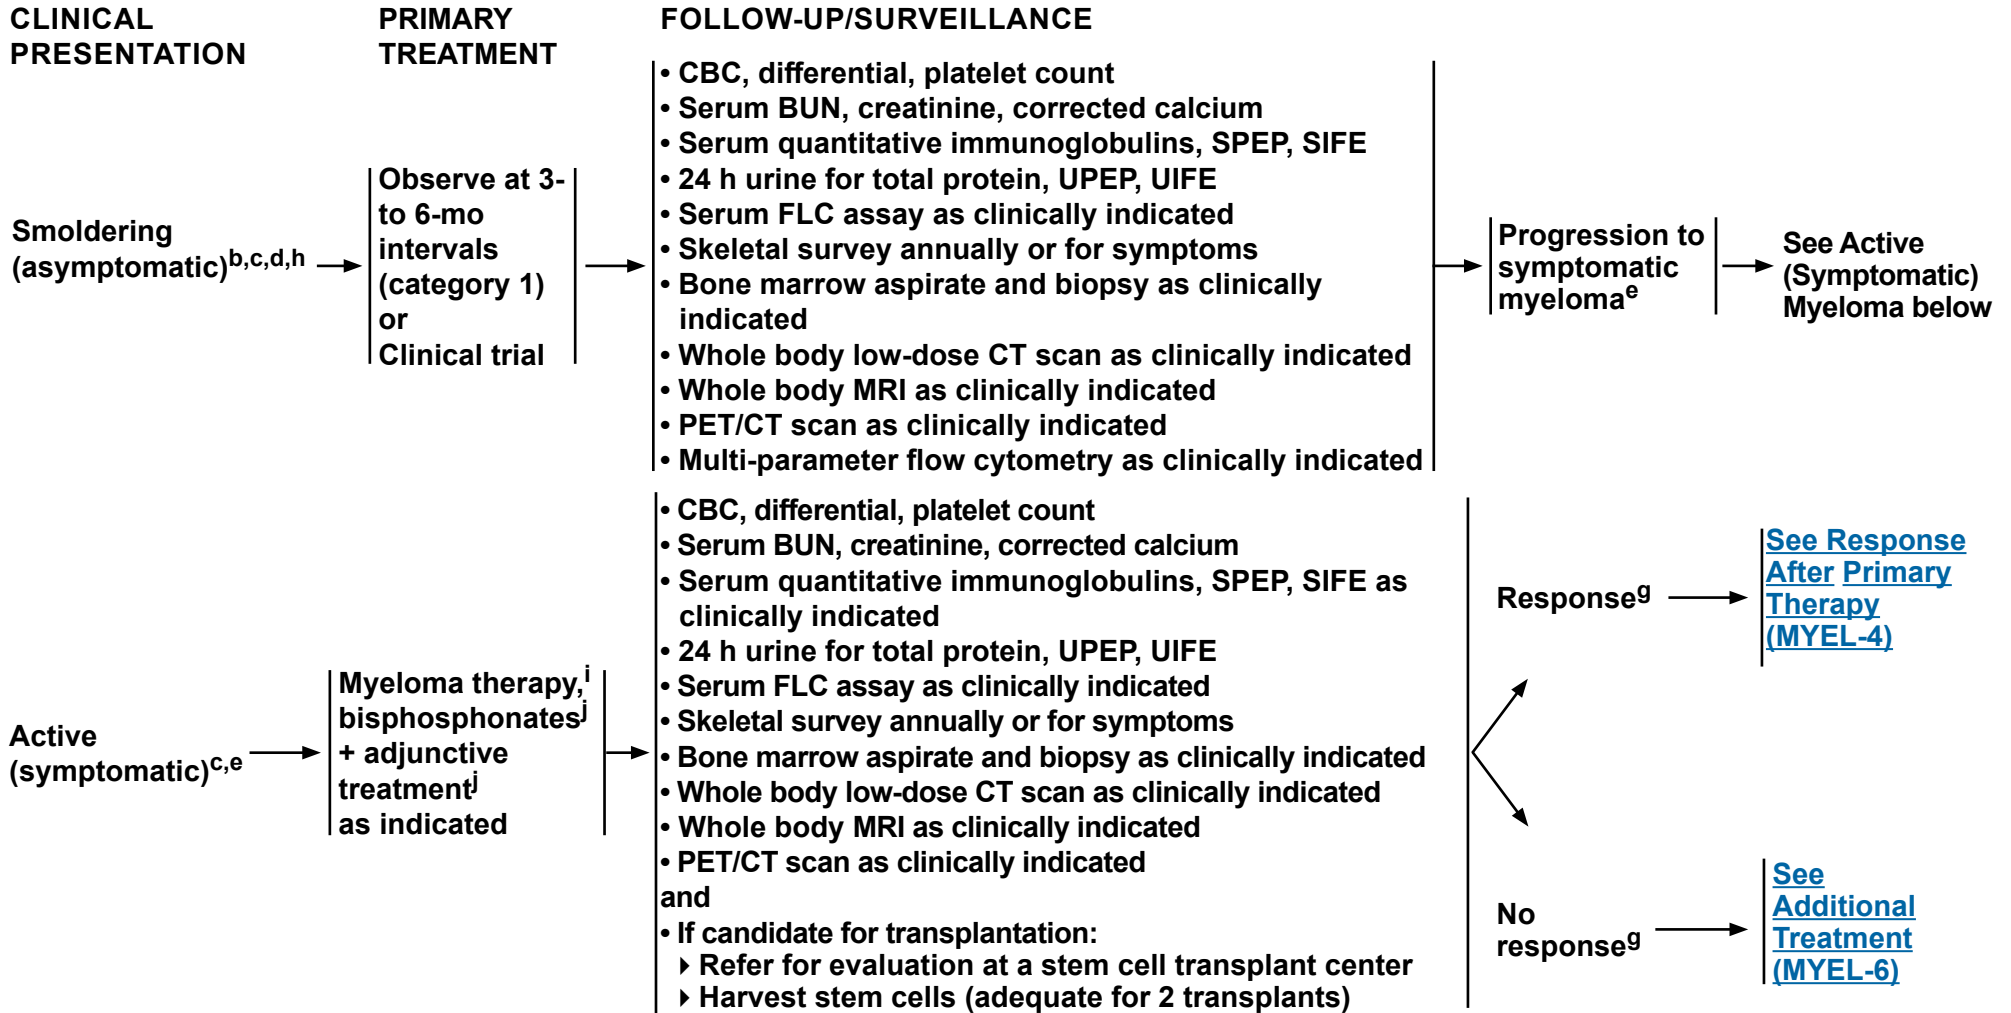 CLINICAL
PRESENTATION
PRIMARY
TREATMENT
FOLLOW-UP/SURVEILLANCE
Smoldering
(asymptomatic)b,c,d,h
Observe at 3-
to 6-mo
intervals
(category 1)
or
Clinical trial
• CBC, differential, platelet count
• Serum BUN, creatinine, corrected calcium
• Serum quantitative immunoglobulins, SPEP, SIFE
• 24 h urine for total protein, UPEP, UIFE
• Serum FLC assay as clinically indicated
• Skeletal survey annually or for symptoms
• Bone marrow aspirate and biopsy as clinically
indicated
• Whole body low-dose CT scan as clinically indicated
• Whole body MRI as clinically indicated
• PET/CT scan as clinically indicated
• Multi-parameter flow cytometry as clinically indicated
Progression to
symptomatic
myelomae
See Active
(Symptomatic)
Myeloma below
Active
(symptomatic)c,e
Myeloma therapy,i
bisphosphonatesj
+ adjunctive
treatmentj
as indicated
• CBC, differential, platelet count
• Serum BUN, creatinine, corrected calcium
• Serum quantitative immunoglobulins, SPEP, SIFE as
clinically indicated
• 24 h urine for total protein, UPEP, UIFE
• Serum FLC assay as clinically indicated
• Skeletal survey annually or for symptoms
• Bone marrow aspirate and biopsy as clinically indicated
• Whole body low-dose CT scan as clinically indicated
• Whole body MRI as clinically indicated
• PET/CT scan as clinically indicated
and
• If candidate for transplantation:
Refer for evaluation at a stem cell transplant center
Harvest stem cells (adequate for 2 transplants)
Responseg
See Response
After Primary
Therapy
(MYEL-4)
No
responseg
See
Additional
Treatment
(MYEL-6)